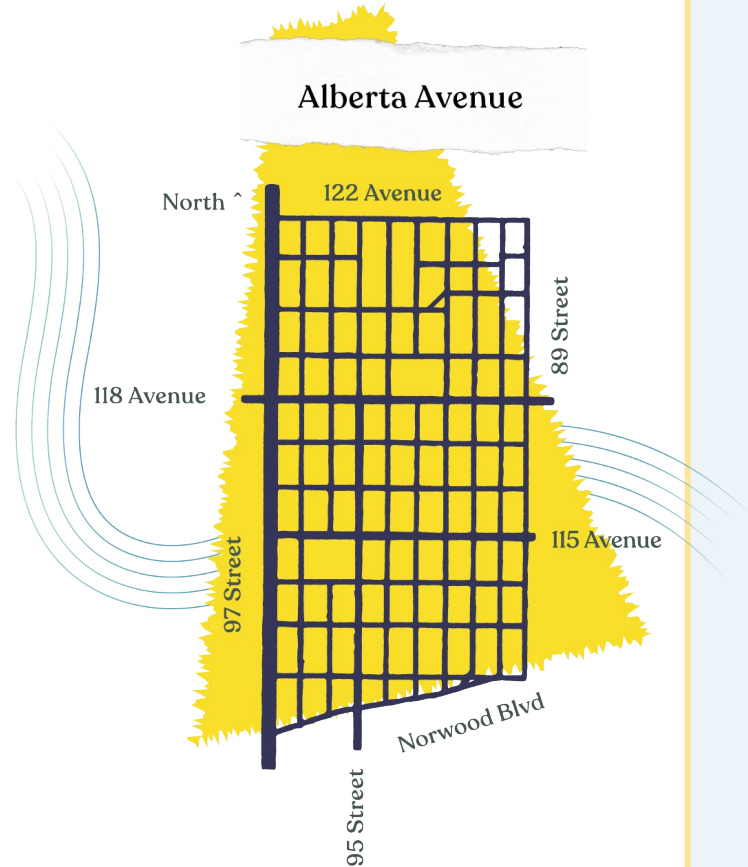 Alberta Avenue
North ^
122 Avenue
89 Street
118 Avenue
97 Street
115 Avenue
Norwood Blvd
95 Street